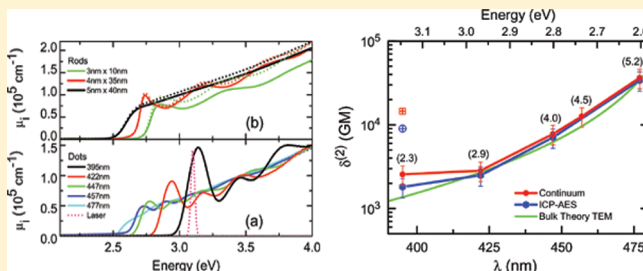 Energy (eV)
3.1 3.0 2.9 2.8 2.7 2.6
Rods
3nm x 10nm
4nm x 35nm
5nm x 40nm
(b)
μi (10^5 cm^-1)
2.0
1.5
1.0
0.5
0.0
Dots
395nm
422nm
447nm
457nm
477nm
Laser
(a)
μi (10^5 cm^-1)
1.5
1.0
0.5
0.0
2.5 3.0 3.5 4.0
Energy (eV)
δ(2)
(GM)
10^5
10^4
10^3
(2.3)
(2.9)
(4.0)
(4.5)
(5.2)
Continuum
ICP-AES
Bulk Theory TEM
400 425 450 475
λ (nm)